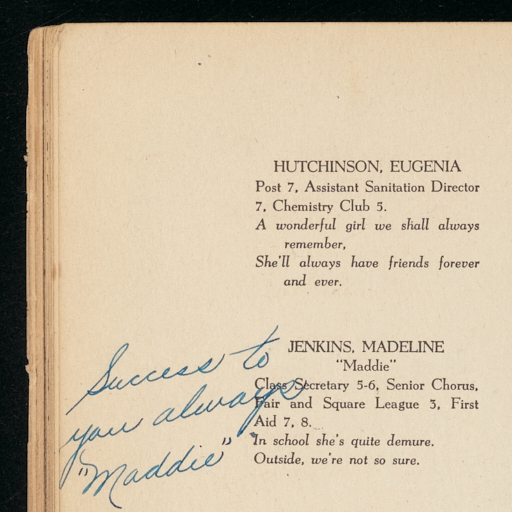 HUTCHINSON, EUGENIA
Post 7, Assistant Sanitation Director
7, Chemistry Club 5.
A wonderful girl we shall always
remember,
She'll always have friends forever
and ever.
JENKINS, MADELINE
"Maddie"
Class Secretary 5-6, Senior Chorus,
Fair and Square League 3, First
Aid 7, 8.
In school she's quite demure.
Outside, we're not so sure.
Success to
you always
"Maddie"